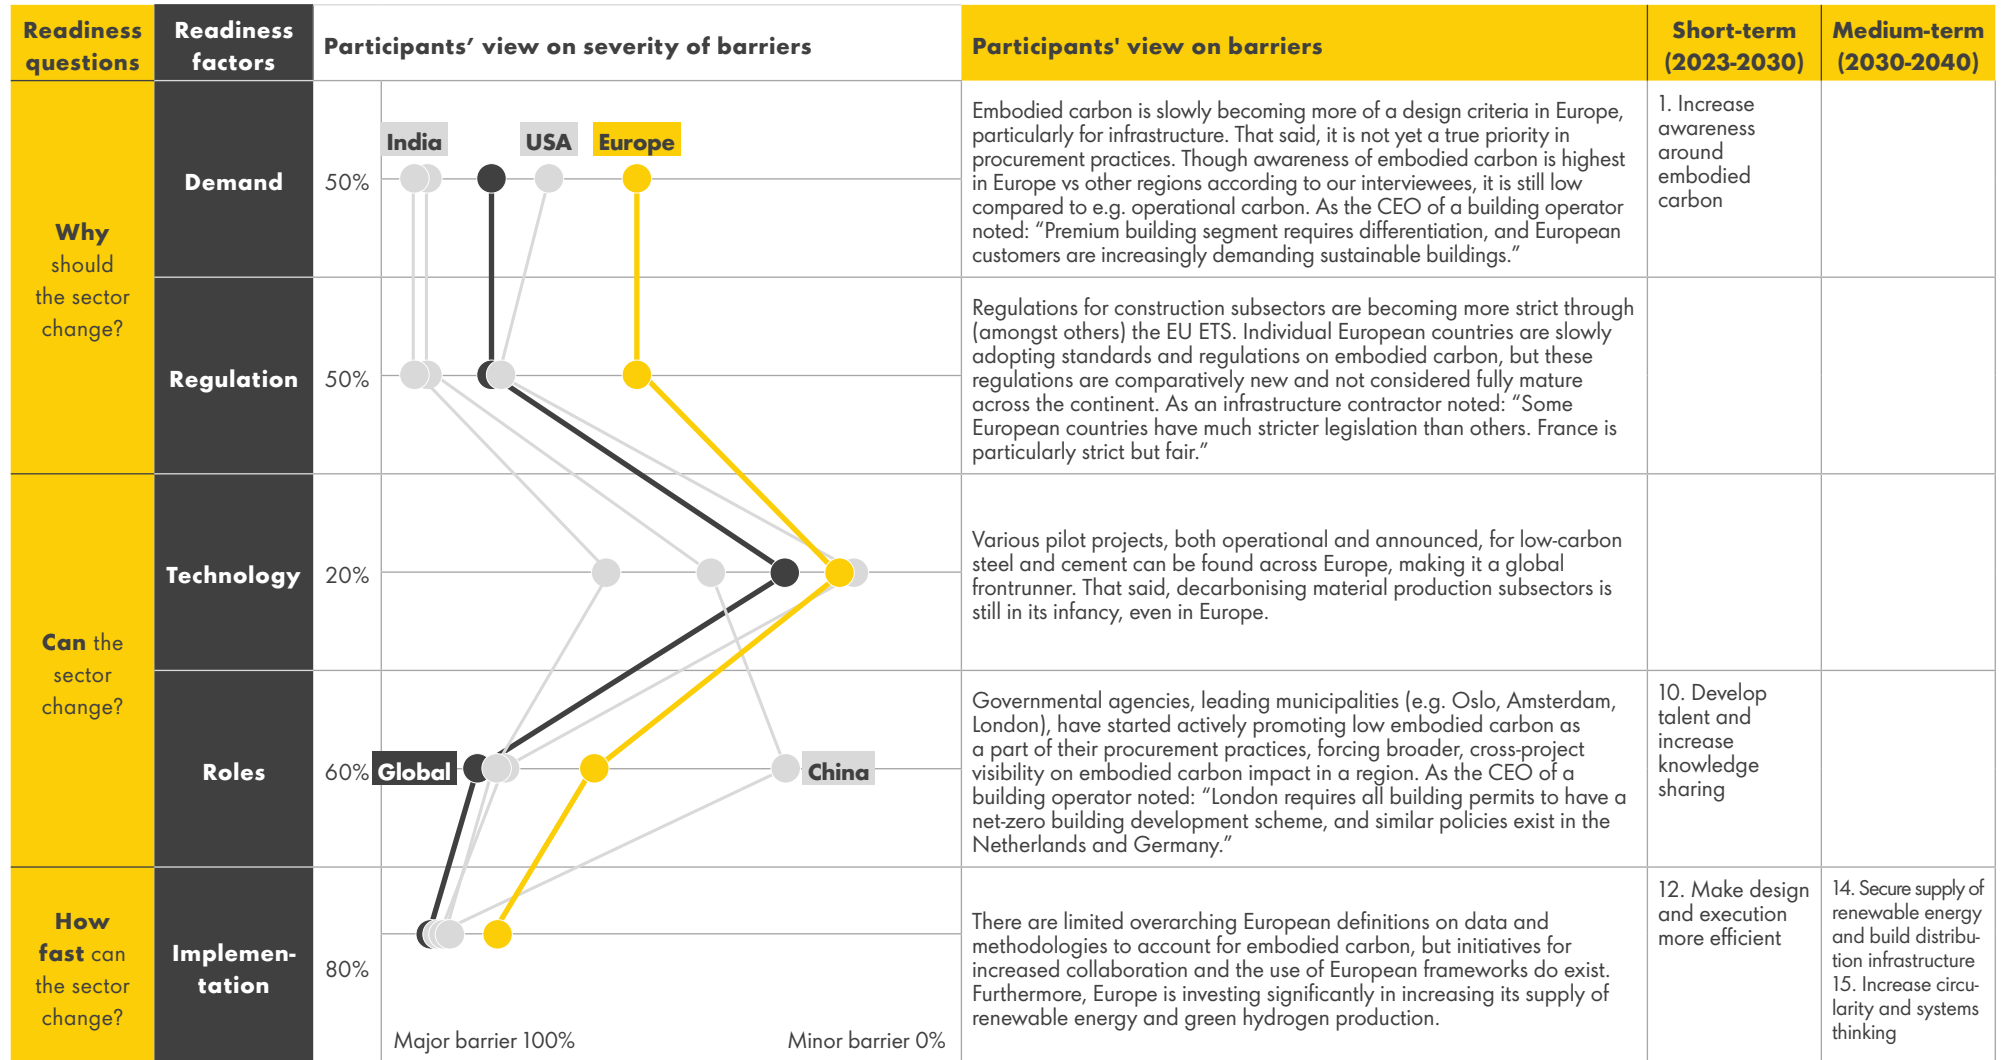 Readiness
questions
Readiness
factors
Participants’ view on severity of barriers
Participants' view on barriers
Short-term
(2023-2030)
Medium-term
(2030-2040)
Why
should
the sector
change?
Demand
50%
India
USA
Europe
Embodied carbon is slowly becoming more of a design criteria in Europe,
particularly for infrastructure. That said, it is not yet a true priority in
procurement practices. Though awareness of embodied carbon is highest
in Europe vs other regions according to our interviewees, it is still low
compared to e.g. operational carbon. As the CEO of a building operator
noted: “Premium building segment requires differentiation, and European
customers are increasingly demanding sustainable buildings.”
1. Increase
awareness
around
embodied
carbon
Regulation
50%
Regulations for construction subsectors are becoming more strict through
(amongst others) the EU ETS. Individual European countries are slowly
adopting standards and regulations on embodied carbon, but these
regulations are comparatively new and not considered fully mature
across the continent. As an infrastructure contractor noted: “Some
European countries have much stricter legislation than others. France is
particularly strict but fair.”
Can the
sector
change?
Technology
20%
Various pilot projects, both operational and announced, for low-carbon
steel and cement can be found across Europe, making it a global
frontrunner. That said, decarbonising material production subsectors is
still in its infancy, even in Europe.
Roles
60%
Global
China
Governmental agencies, leading municipalities (e.g. Oslo, Amsterdam,
London), have started actively promoting low embodied carbon as
a part of their procurement practices, forcing broader, cross-project
visibility on embodied carbon impact in a region. As the CEO of a
building operator noted: “London requires all building permits to have a
net-zero building development scheme, and similar policies exist in the
Netherlands and Germany.”
10. Develop
talent and
increase
knowledge
sharing
How
fast can
the sector
change?
Implemen-
tation
80%
Major barrier 100%
Minor barrier 0%
There are limited overarching European definitions on data and
methodologies to account for embodied carbon, but initiatives for
increased collaboration and the use of European frameworks do exist.
Furthermore, Europe is investing significantly in increasing its supply of
renewable energy and green hydrogen production.
12. Make design
and execution
more efficient
14. Secure supply of
renewable energy
and build distribu-
tion infrastructure
15. Increase circu-
larity and systems
thinking